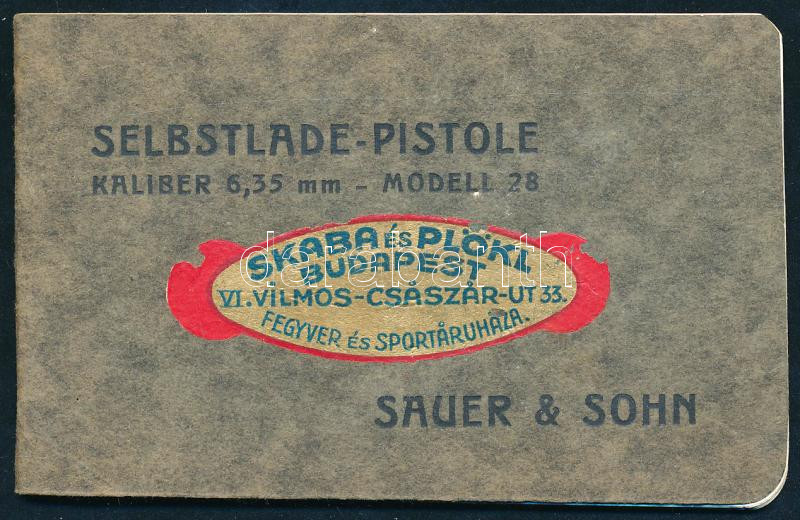 SELBSTLADE-PISTOLE
KALIBER 6,35 mm - MODELL 28
SKABA ÉS PLÖKL
BUDAPEST
VI. VILMOS-CSÁSZÁR-UT 33.
FEGYVER ÉS SPORTÁRUHÁZA.
darabanth
SAUER & SOHN